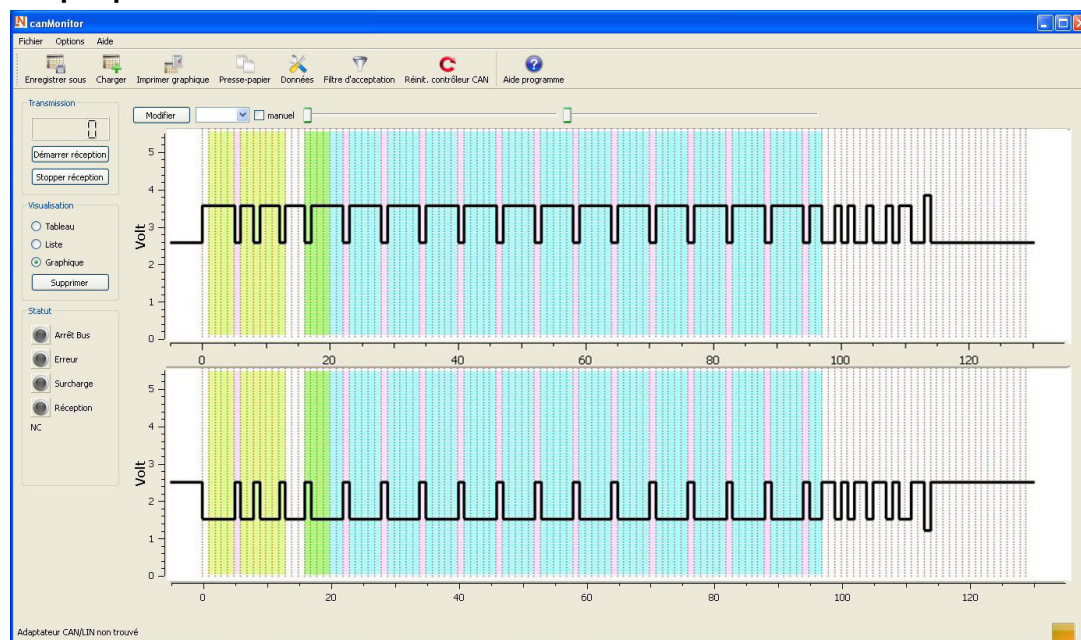 canMonitor
Fichier Options Aide
Enregistrer sous Charger Imprimer graphique Presse-papier Données Filtre d'acceptation Réinit. contrôleur CAN Aide programme
Transmission
0
Démarrer réception
Stopper réception
Visualisation
Tableau
Liste
Graphique
Supprimer
Statut
Arrêt Bus
Erreur
Surcharge
Réception
NC
Modifier manuel
Volt
5
4
3
2
1
0
0 20 40 60 80 100 120
Volt
5
4
3
2
1
0
0 20 40 60 80 100 120
Adaptateur CAN/LIN non trouvé